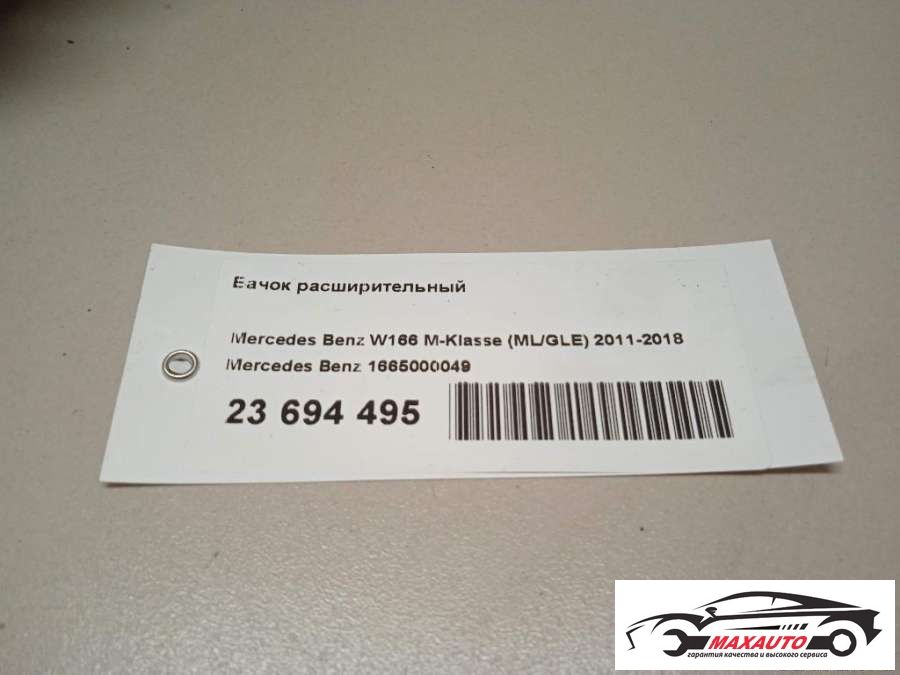 Бачок расширительный
Mercedes Benz W166 M-Klasse (ML/GLE) 2011-2018
Mercedes Benz 1665000049
23 694 495
MAXAUTO
гарантия качества и высокого сервиса